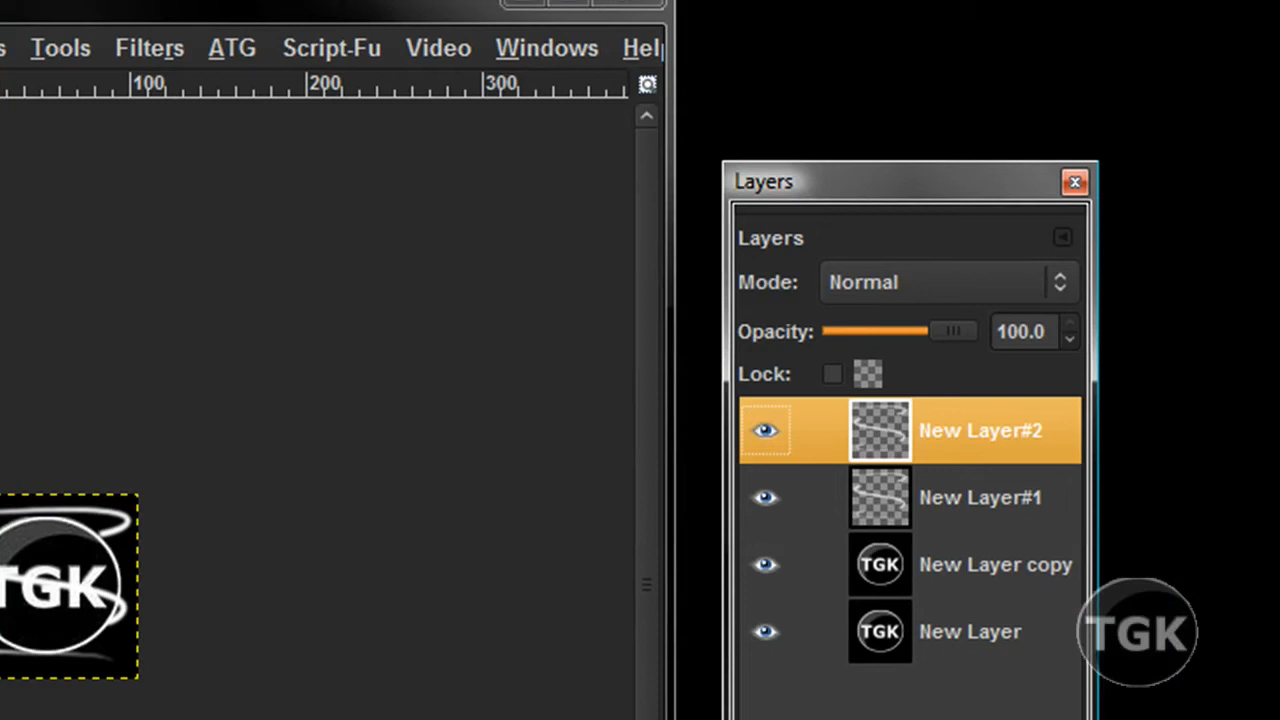 Tools Filters ATG Script-Fu Video Windows Help
100 200 300
Layers
Layers
Mode: Normal
Opacity: 100.0
Lock:
New Layer#2
New Layer#1
TGK New Layer copy
TGK New Layer
TGK
TGK